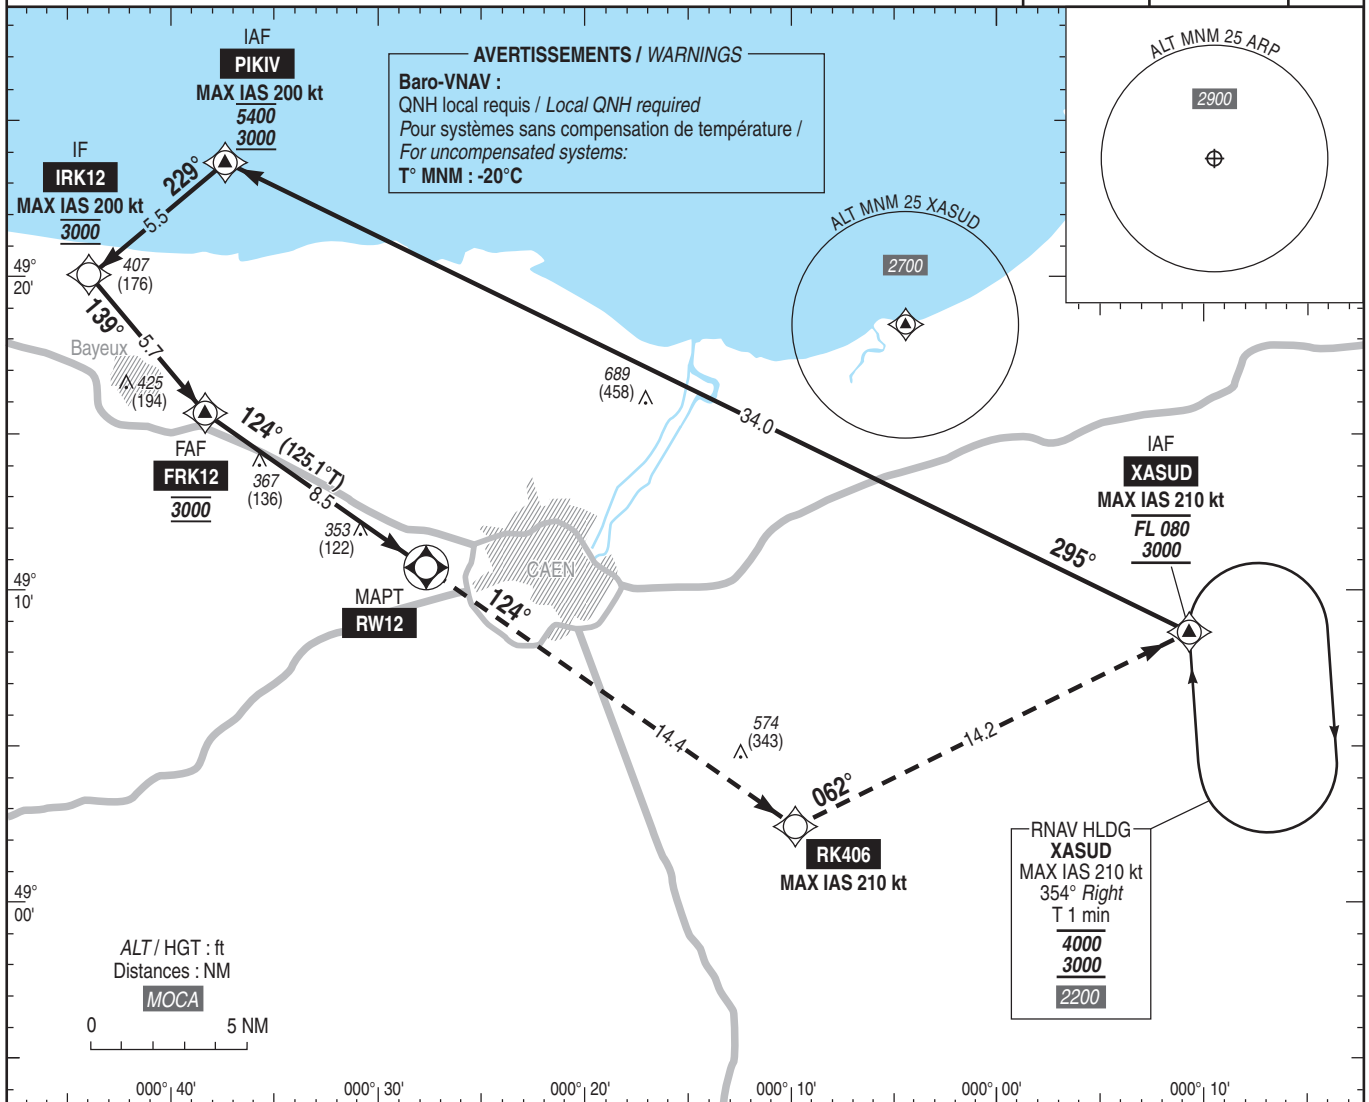 IAF
PIKIV
MAX IAS 200 kt
5400
3000
AVERTISSEMENTS / WARNINGS
Baro-VNAV :
QNH local requis / Local QNH required
Pour systèmes sans compensation de température /
For uncompensated systems:
T° MNM : -20°C
ALT MNM 25 ARP
2900
IF
IRK12
MAX IAS 200 kt
3000
229°
5.5
ALT MNM 25 XASUD
2700
49°
20'
407
(176)
139°
5.7
Bayeux
425
(194)
689
(458)
34.0
FAF
FRK12
3000
124° (125.1°T)
8.5
367
(136)
353
(122)
IAF
XASUD
MAX IAS 210 kt
FL 080
3000
295°
CAEN
49°
10'
MAPT
RW12
124°
14.4
574
(343)
14.2
062°
RK406
MAX IAS 210 kt
RNAV HLDG
XASUD
MAX IAS 210 kt
354° Right
T 1 min
4000
3000
2200
49°
00'
ALT / HGT : ft
Distances : NM
MOCA
0 5 NM
000° 40' 000° 30' 000° 20' 000° 10' 000° 00' 000° 10'